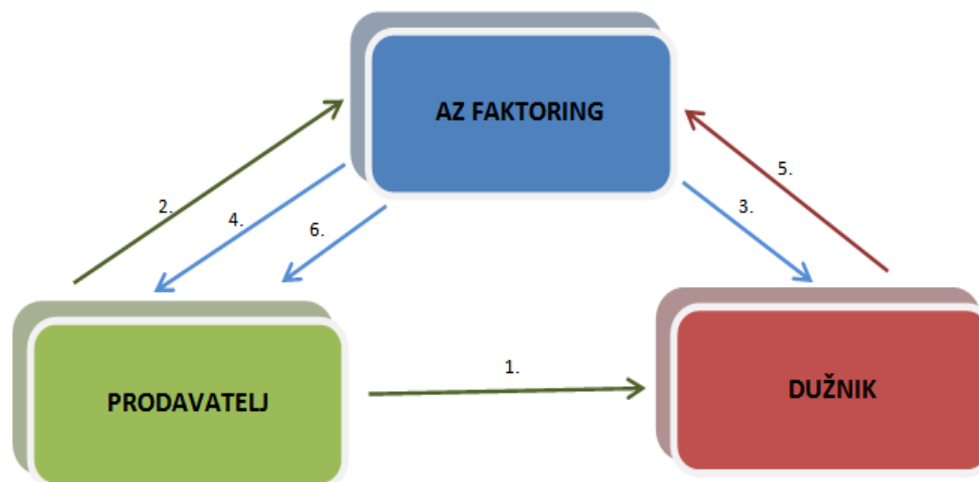 AZ FAKTORING
2.
5.
4.
3.
6.
1.
PRODAVATELJ
DUŽNIK